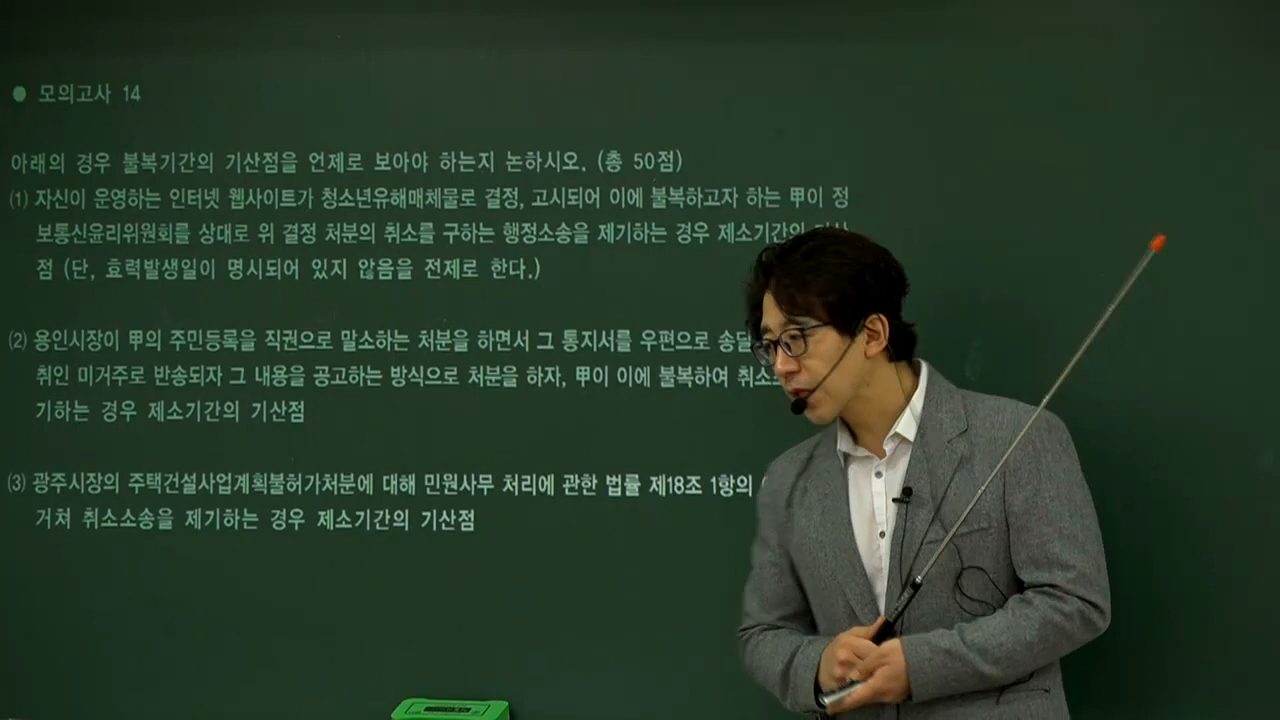 ● 모의고사 14
아래의 경우 불복기간의 기산점을 언제로 보아야 하는지 논하시오. (총 50점)
(1) 자신이 운영하는 인터넷 웹사이트가 청소년유해매체물로 결정, 고시되어 이에 불복하고자 하는 甲이 정
보통신윤리위원회를 상대로 위 결정 처분의 취소를 구하는 행정소송을 제기하는 경우 제소기간의
점 (단, 효력발생일이 명시되어 있지 않음을 전제로 한다.)
(2) 용인시장이 甲의 주민등록을 직권으로 말소하는 처분을 하면서 그 통지서를 우편으로 송달
취인 미거주로 반송되자 그 내용을 공고하는 방식으로 처분을 하자, 甲이 이에 불복하여
기하는 경우 제소기간의 기산점
(3) 광주시장의 주택건설사업계획불허가처분에 대해 민원사무 처리에 관한 법률 제18조 1항의
거쳐 취소소송을 제기하는 경우 제소기간의 기산점